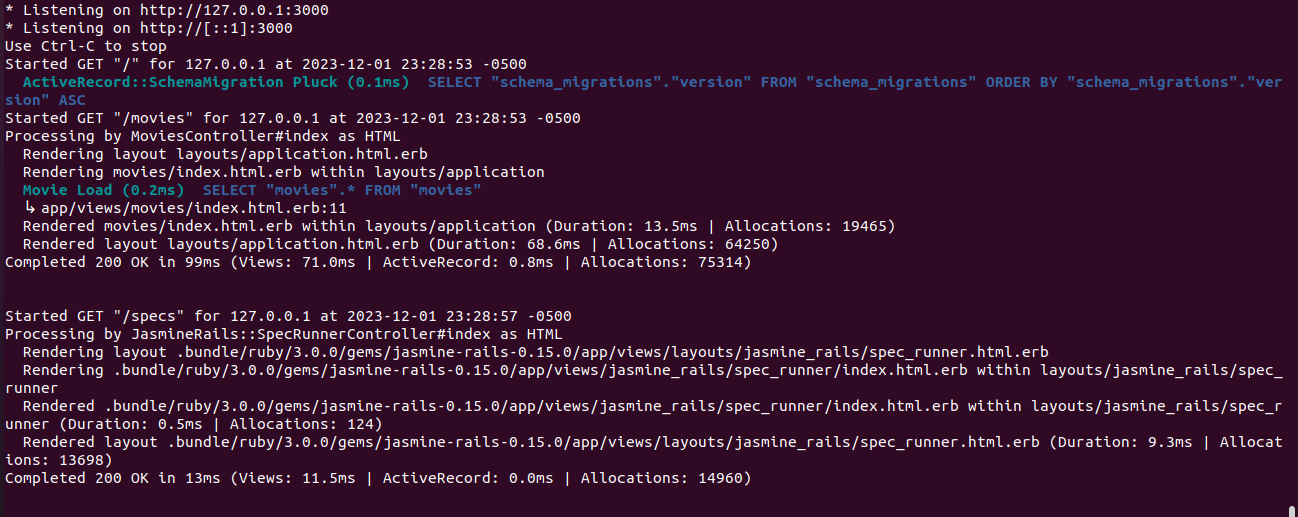 * Listening on http://127.0.0.1:3000
* Listening on http://[::1]:3000
Use Ctrl-C to stop
Started GET "/" for 127.0.0.1 at 2023-12-01 23:28:53 -0500
  ActiveRecord::SchemaMigration Pluck (0.1ms)  SELECT "schema_migrations"."version" FROM "schema_migrations" ORDER BY "schema_migrations"."ver
sion" ASC
Started GET "/movies" for 127.0.0.1 at 2023-12-01 23:28:53 -0500
Processing by MoviesController#index as HTML
  Rendering layout layouts/application.html.erb
  Rendering movies/index.html.erb within layouts/application
  Movie Load (0.2ms)  SELECT "movies".* FROM "movies"
  ↳ app/views/movies/index.html.erb:11
  Rendered movies/index.html.erb within layouts/application (Duration: 13.5ms | Allocations: 19465)
  Rendered layout layouts/application.html.erb (Duration: 68.6ms | Allocations: 64250)
Completed 200 OK in 99ms (Views: 71.0ms | ActiveRecord: 0.8ms | Allocations: 75314)
Started GET "/specs" for 127.0.0.1 at 2023-12-01 23:28:57 -0500
Processing by JasmineRails::SpecRunnerController#index as HTML
  Rendering layout .bundle/ruby/3.0.0/gems/jasmine-rails-0.15.0/app/views/layouts/jasmine_rails/spec_runner.html.erb
  Rendering .bundle/ruby/3.0.0/gems/jasmine-rails-0.15.0/app/views/jasmine_rails/spec_runner/index.html.erb within layouts/jasmine_rails/spec_
runner
  Rendered .bundle/ruby/3.0.0/gems/jasmine-rails-0.15.0/app/views/jasmine_rails/spec_runner/index.html.erb within layouts/jasmine_rails/spec_r
unner (Duration: 0.5ms | Allocations: 124)
  Rendered layout .bundle/ruby/3.0.0/gems/jasmine-rails-0.15.0/app/views/layouts/jasmine_rails/spec_runner.html.erb (Duration: 9.3ms | Allocat
ions: 13698)
Completed 200 OK in 13ms (Views: 11.5ms | ActiveRecord: 0.0ms | Allocations: 14960)